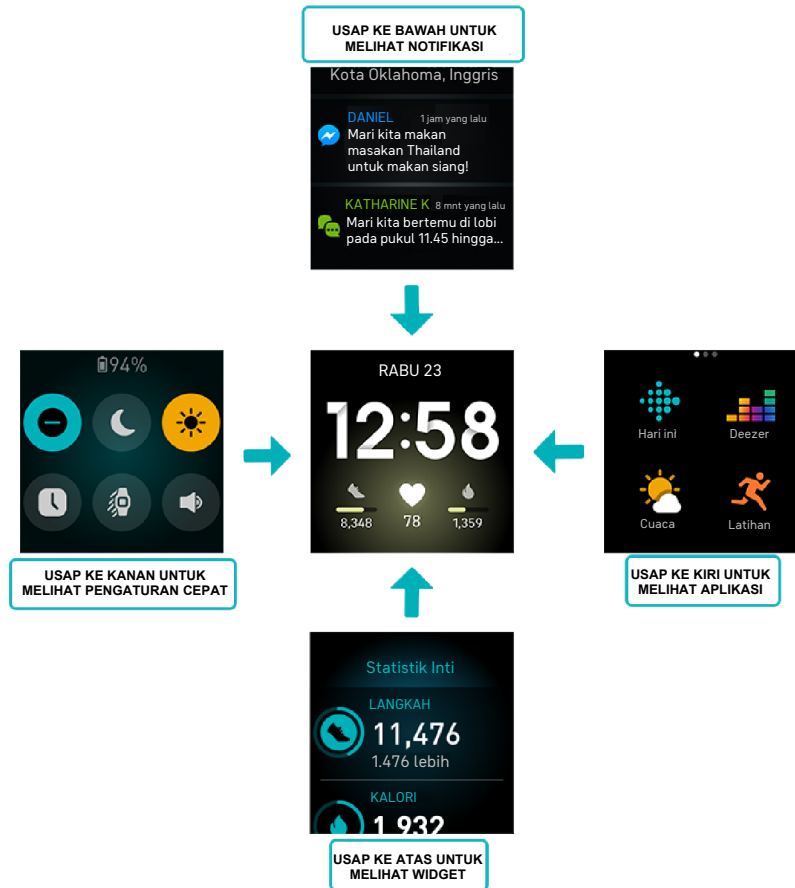 USAP KE BAWAH UNTUK
MELIHAT NOTIFIKASI
Kota Oklahoma, Inggris
DANIEL 1 jam yang lalu
Mari kita makan
masakan Thailand
untuk makan siang!
KATHARINE K 8 mnt yang lalu
Mari kita bertemu di lobi
pada pukul 11.45 hingga...
94%
USAP KE KANAN UNTUK
MELIHAT PENGATURAN CEPAT
RABU 23
12:58
8,348 78 1,359
Hari ini Deezer
Cuaca Latihan
USAP KE KIRI UNTUK
MELIHAT APLIKASI
Statistik Inti
LANGKAH
11,476
1.476 lebih
KALORI
1 932
USAP KE ATAS UNTUK
MELIHAT WIDGET